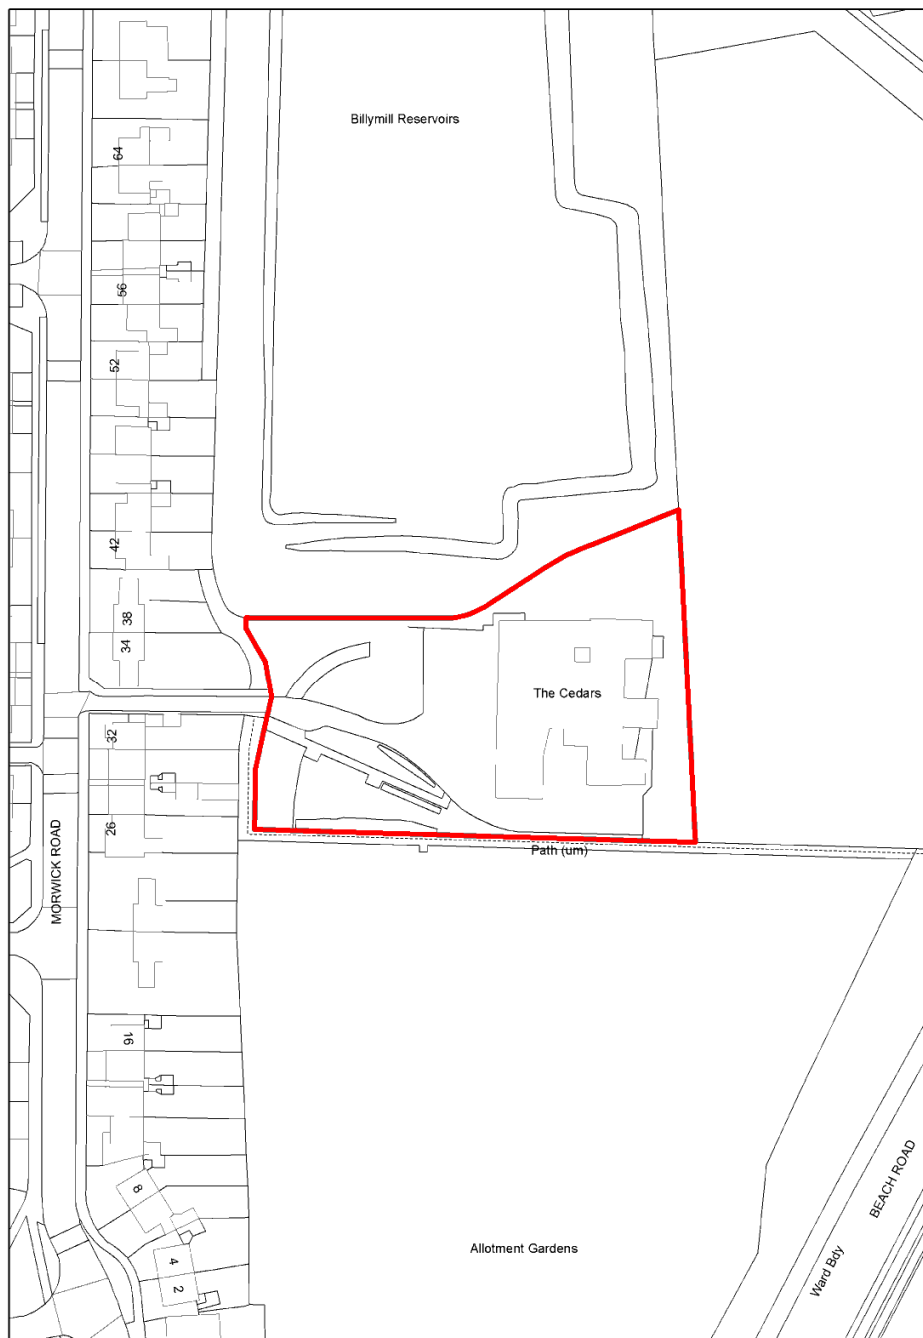 Billymill Reservoirs
64
56
52
42
38
34
The Cedars
32
26
MORWICK ROAD
Path (um)
16
8
BEACH ROAD
Allotment Gardens
4
Ward Bdy
2